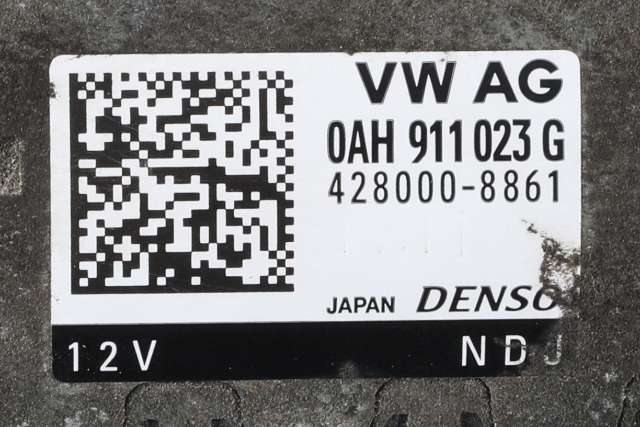 VW AG
0AH 911 023 G
428000-8861
JAPAN DENSO
12V NDJ